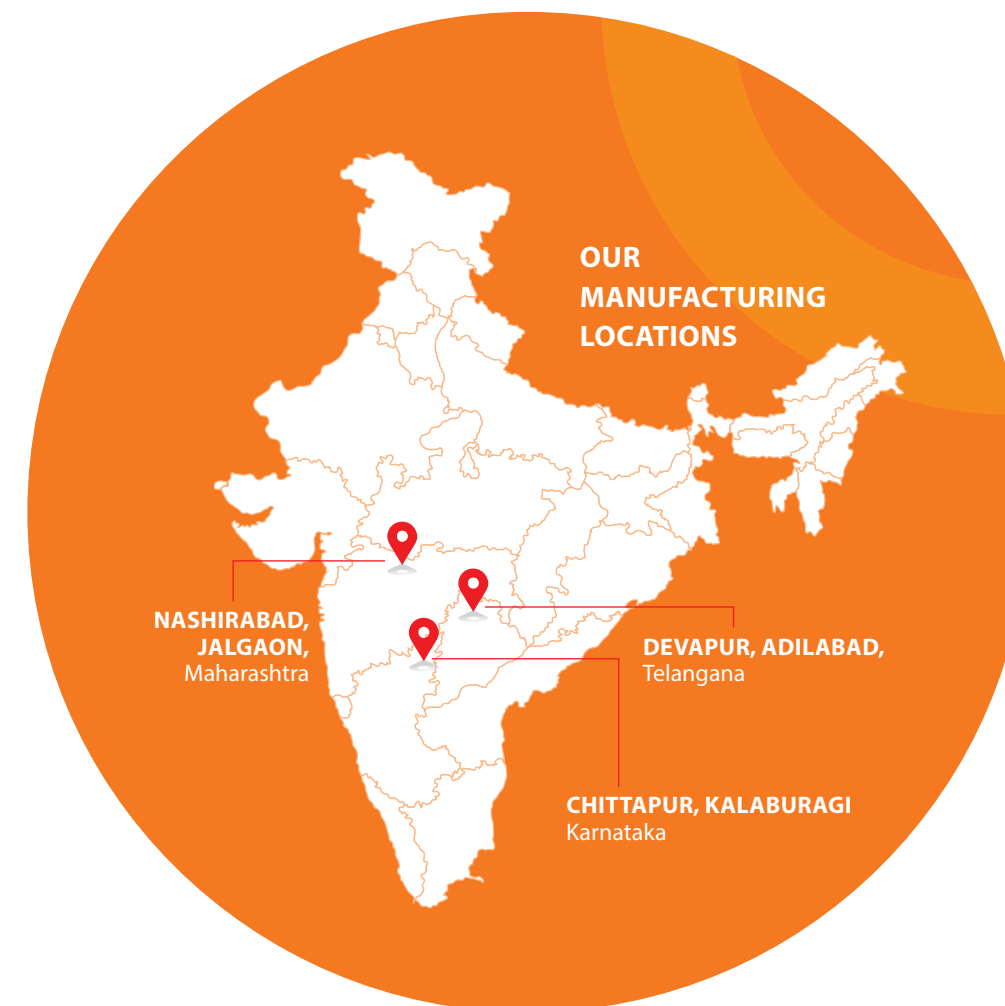 OUR
MANUFACTURING
LOCATIONS
NASHIRABAD,
JALGAON,
Maharashtra
DEVAPUR, ADILABAD,
Telangana
CHITTAPUR, KALABURAGI
Karnataka